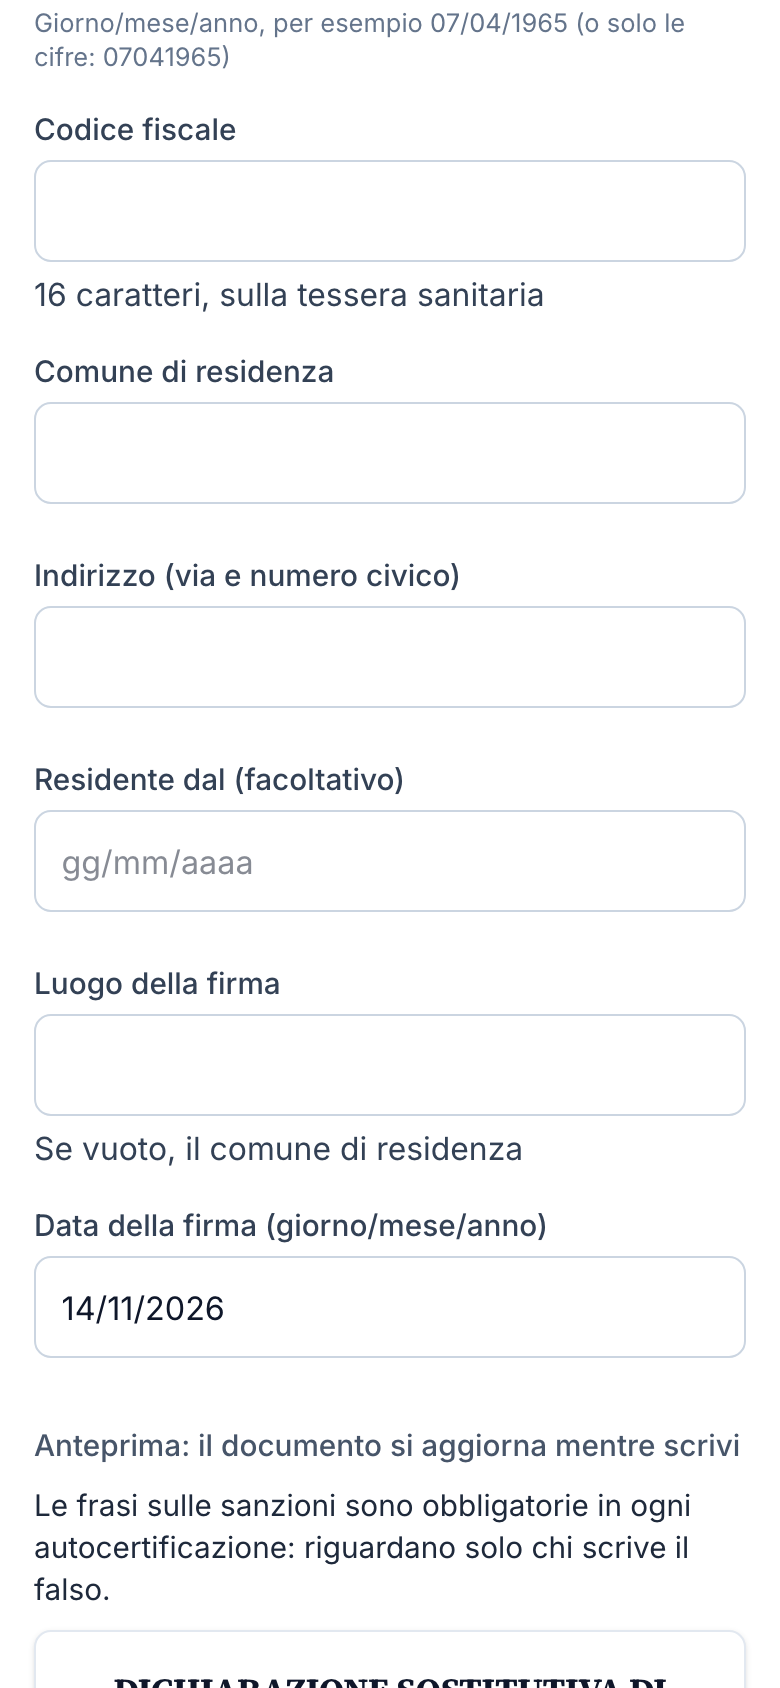 Giorno/mese/anno, per esempio 07/04/1965 (o solo le
cifre: 07041965)
Codice fiscale
16 caratteri, sulla tessera sanitaria
Comune di residenza
Indirizzo (via e numero civico)
Residente dal (facoltativo)
gg/mm/aaaa
Luogo della firma
Se vuoto, il comune di residenza
Data della firma (giorno/mese/anno)
14/11/2026
Anteprima: il documento si aggiorna mentre scrivi
Le frasi sulle sanzioni sono obbligatorie in ogni
autocertificazione: riguardano solo chi scrive il
falso.
DICHIARAZIONE SOSTITUTIVA DI